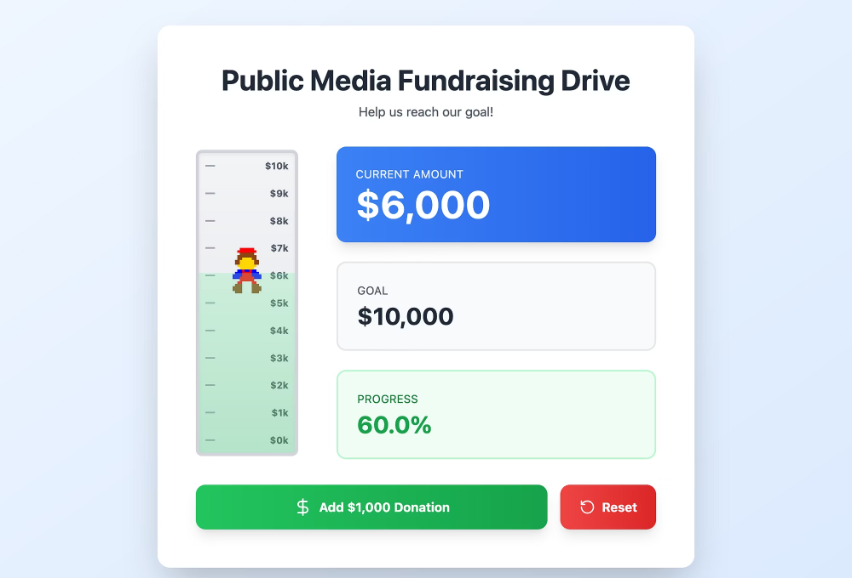 Public Media Fundraising Drive
Help us reach our goal!
$10k
$9k
$8k
$7k
$6k
$5k
$4k
$3k
$2k
$1k
$0k
CURRENT AMOUNT
$6,000
GOAL
$10,000
PROGRESS
60.0%
Add $1,000 Donation
Reset